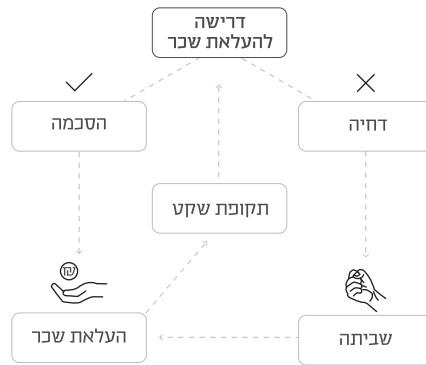 דרישה
להעלאת שכר
דחיה
הסכמה
תקופת שקט
₪
שביתה
העלאת שכר